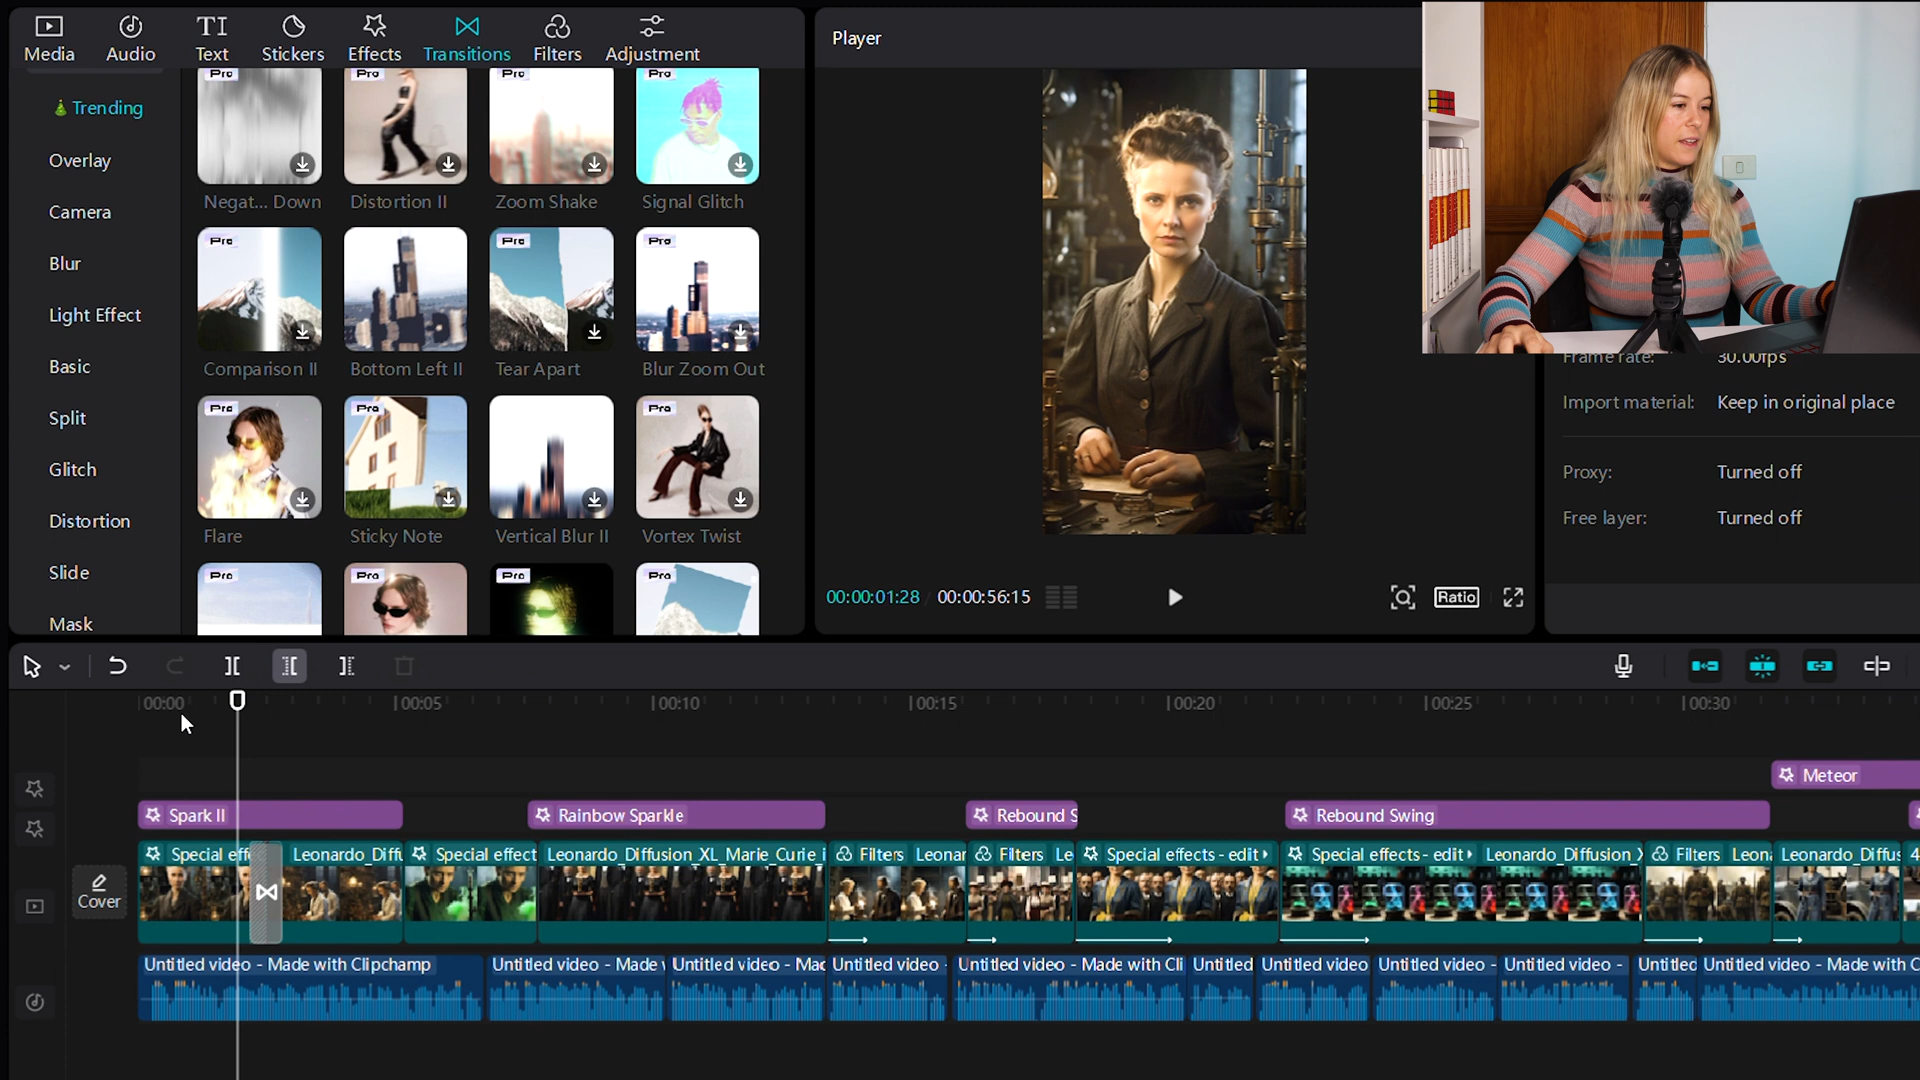 Media Audio TI Text Stickers Effects Transitions Filters Adjustment
Player
Trending
Overlay
Camera
Blur
Light Effect
Basic
Split
Glitch
Distortion
Slide
Mask
Pro Pro Pro Pro
Negat... Down Distortion II Zoom Shake Signal Glitch
Pro Pro Pro
Comparison II Bottom Left II Tear Apart Blur Zoom Out
Pro Pro Pro
Flare Sticky Note Vertical Blur II Vortex Twist
Pro Pro Pro Pro
00:00:01:28 / 00:00:56:15
Ratio
Frame rate: 30.00fps
Import material: Keep in original place
Proxy: Turned off
Free layer: Turned off
00:00 00:05 00:10 00:15 00:20 00:25 00:30
Meteor
Spark II Rainbow Sparkle Rebound S Rebound Swing
Cover
Special eff Leonardo_Diffu Special effect Leonardo_Diffusion_XL_Marie_Curie_i Filters Leonar Filters Le Special effects - edit Special effects - edit Leonardo_Diffusion_X Filters Leona Leonardo_Diffus
Untitled video - Made with Clipchamp Untitled video - Made w Untitled video - Mad Untitled video - Untitled video - Made with Cli Untitled Untitled video Untitled video - Untitled video - Untitled Untitled video - Made with C